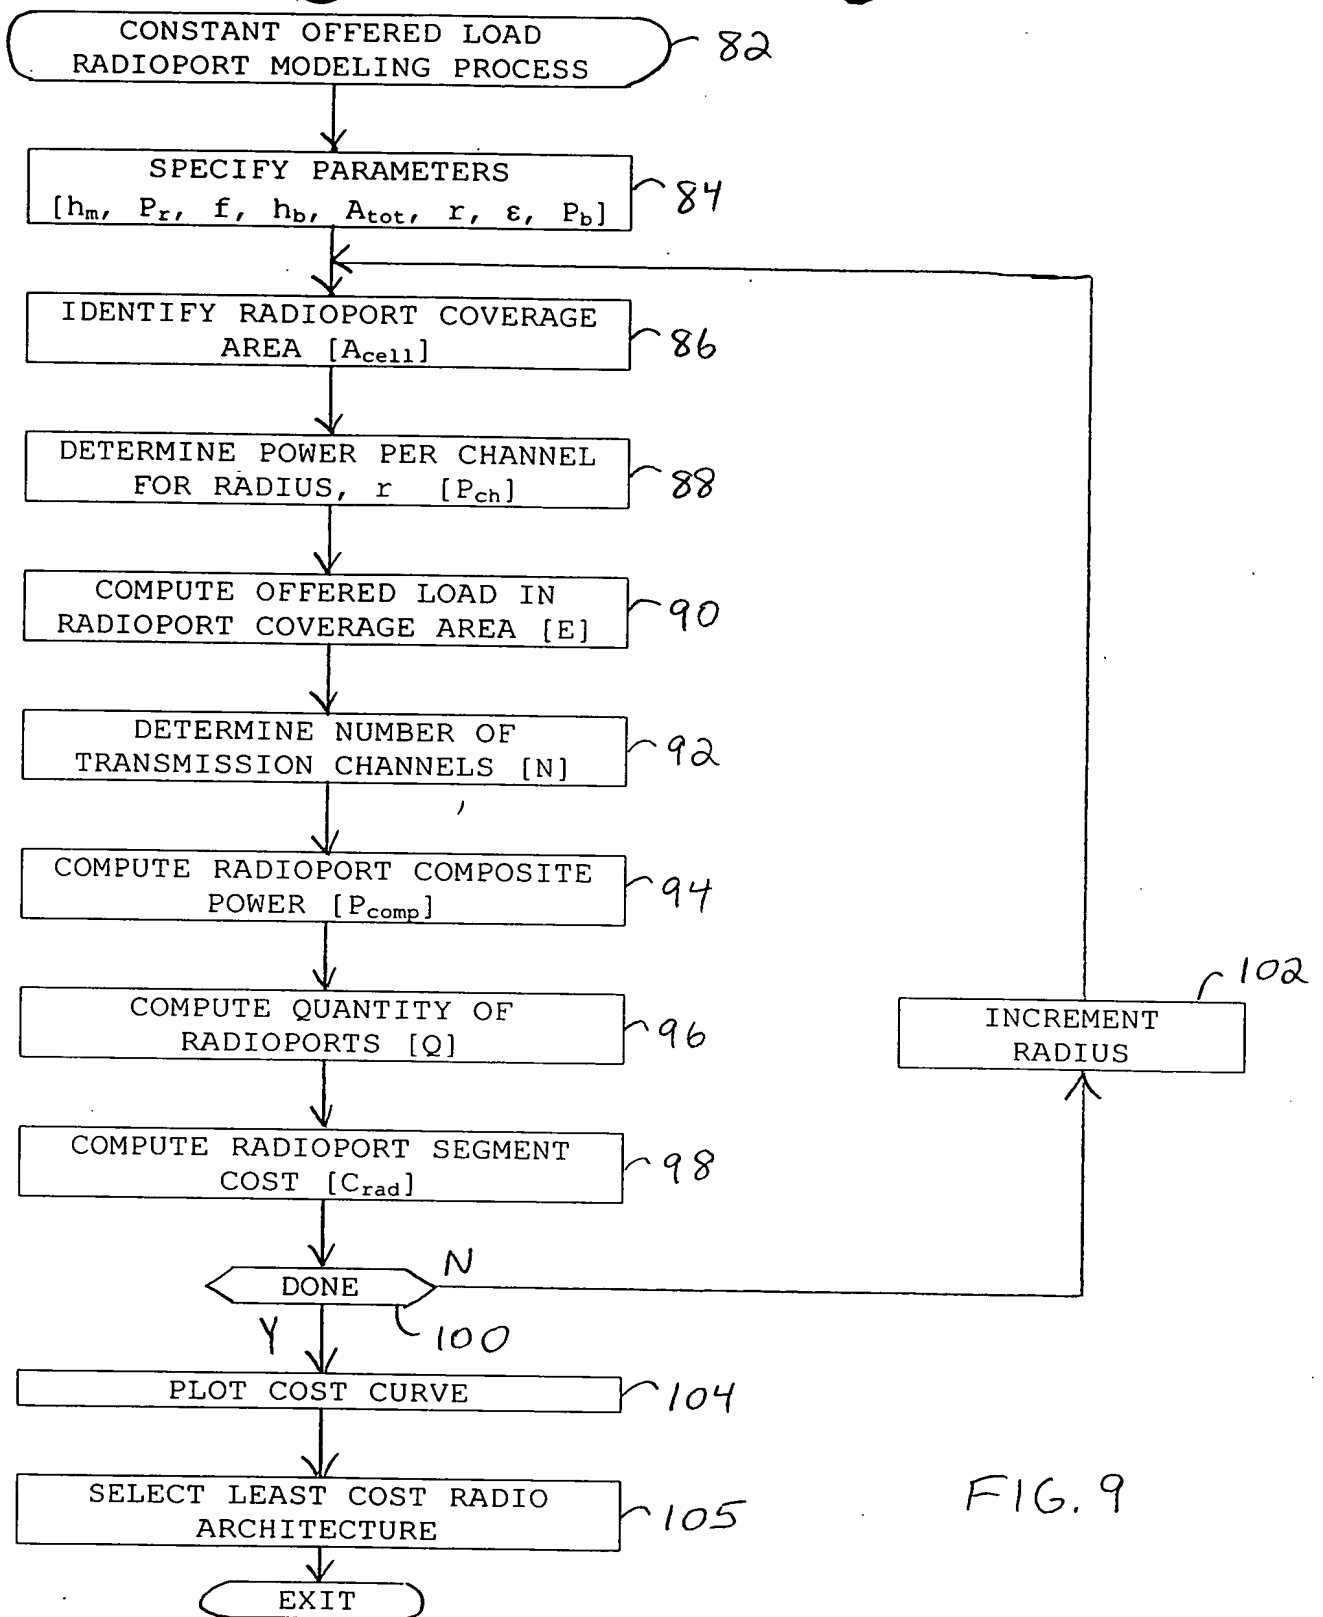 CONSTANT OFFERED LOAD
RADIOPORT MODELING PROCESS
82
SPECIFY PARAMETERS
[hm, Pr, f, hb, Atot, r, ε, Pb]
84
IDENTIFY RADIOPORT COVERAGE
AREA [Acell]
86
DETERMINE POWER PER CHANNEL
FOR RADIUS, r [Pch]
88
COMPUTE OFFERED LOAD IN
RADIOPORT COVERAGE AREA [E]
90
DETERMINE NUMBER OF
TRANSMISSION CHANNELS [N]
92
COMPUTE RADIOPORT COMPOSITE
POWER [Pcomp]
94
COMPUTE QUANTITY OF
RADIOPORTS [Q]
96
102
INCREMENT
RADIUS
COMPUTE RADIOPORT SEGMENT
COST [Crad]
98
DONE
N
Y
100
PLOT COST CURVE
104
SELECT LEAST COST RADIO
ARCHITECTURE
105
EXIT
FIG. 9